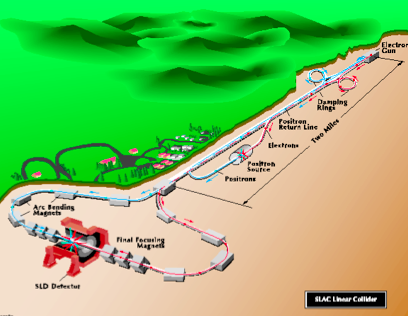 Electron
Gun
Damping
Rings
Positron
Return Line
Two Miles
Electrons
Positron
Source
Positrons
Arc Bending
Magnets
Final Focusing
Magnets
SLD Detector
SLAC Linear Collider